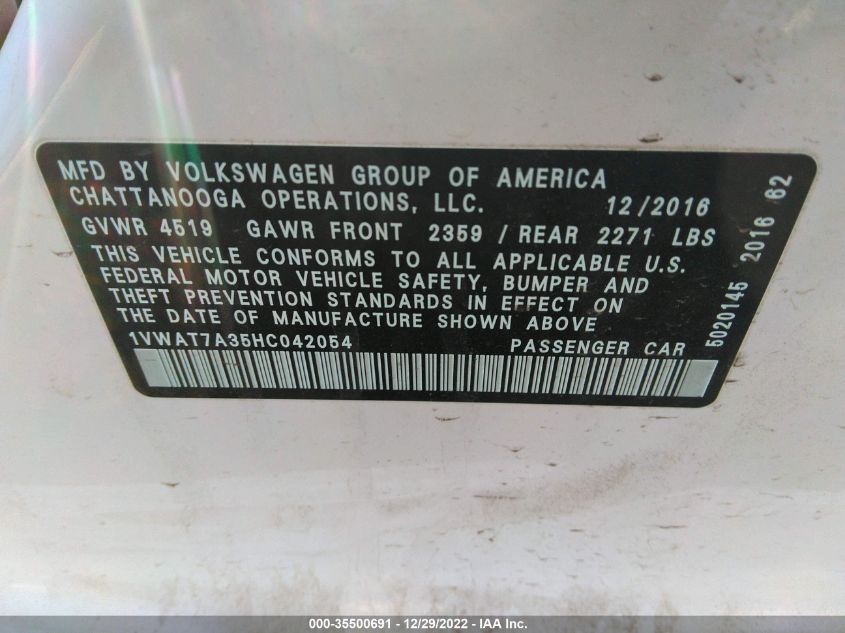 MFD BY VOLKSWAGEN GROUP OF AMERICA
CHATTANOOGA OPERATIONS, LLC. 12/2016
GVWR 4519 GAWR FRONT 2359 / REAR 2271 LBS
THIS VEHICLE CONFORMS TO ALL APPLICABLE U.S.
FEDERAL MOTOR VEHICLE SAFETY, BUMPER AND
THEFT PREVENTION STANDARDS IN EFFECT ON
THE DATE OF MANUFACTURE SHOWN ABOVE
1VWAT7A35HC042054 PASSENGER CAR
5020145 2016 62
000-35500691 - 12/29/2022 - IAA Inc.